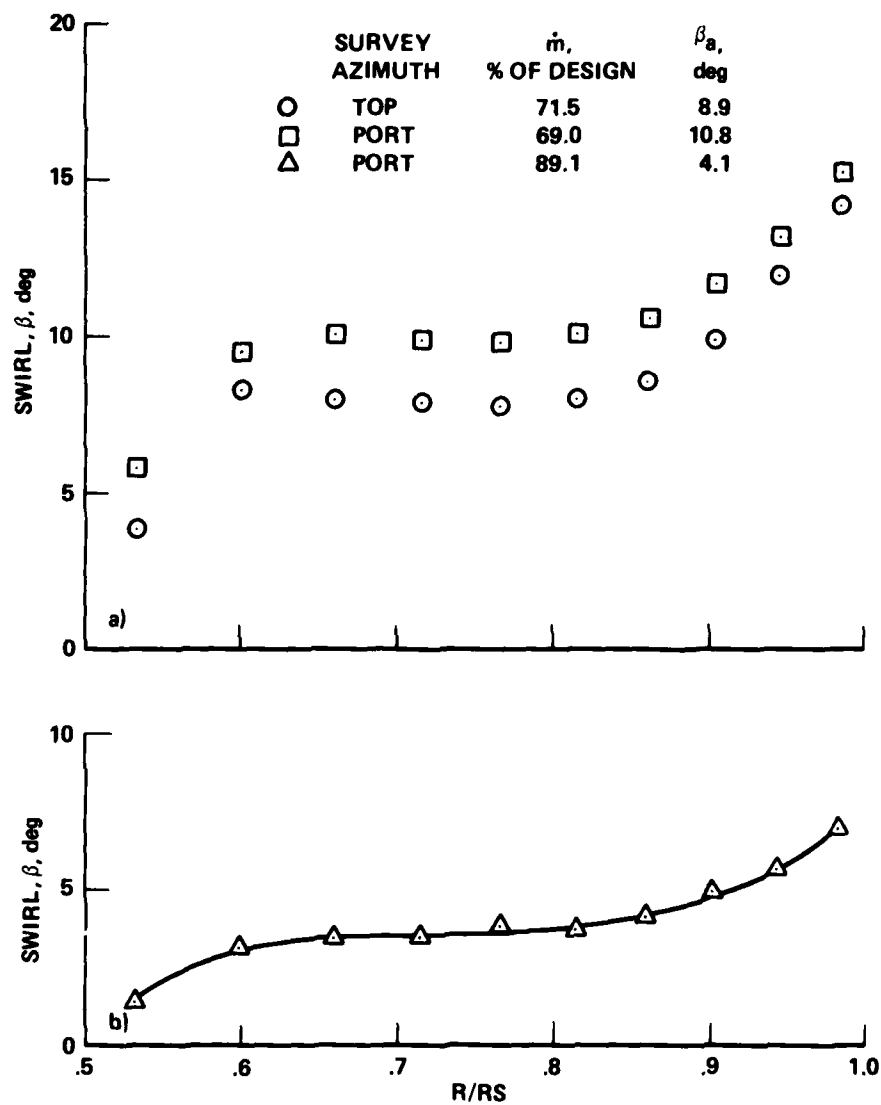 20
15
10
5
0
SWIRL, β, deg
SURVEY AZIMUTH
ṁ, % OF DESIGN
βa, deg
TOP 71.5 8.9
PORT 69.0 10.8
PORT 89.1 4.1
a)
10
5
0
SWIRL, β, deg
b)
.5 .6 .7 .8 .9 1.0
R/RS